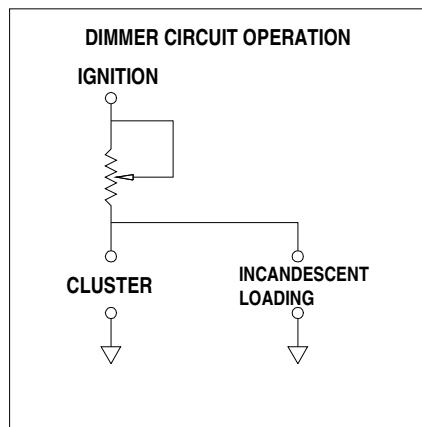 DIMMER CIRCUIT OPERATION
IGNITION
CLUSTER
INCANDESCENT
LOADING